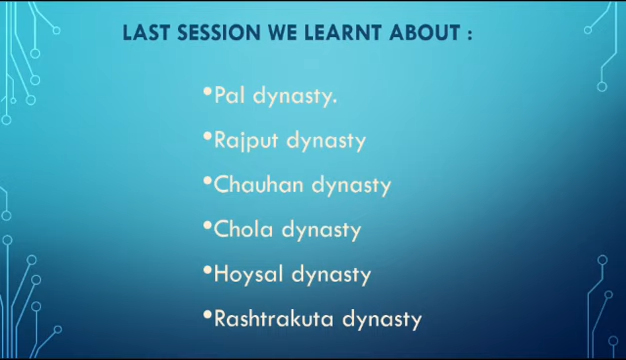 LAST SESSION WE LEARNT ABOUT :
•Pal dynasty.
•Rajput dynasty
•Chauhan dynasty
•Chola dynasty
•Hoysal dynasty
•Rashtrakuta dynasty